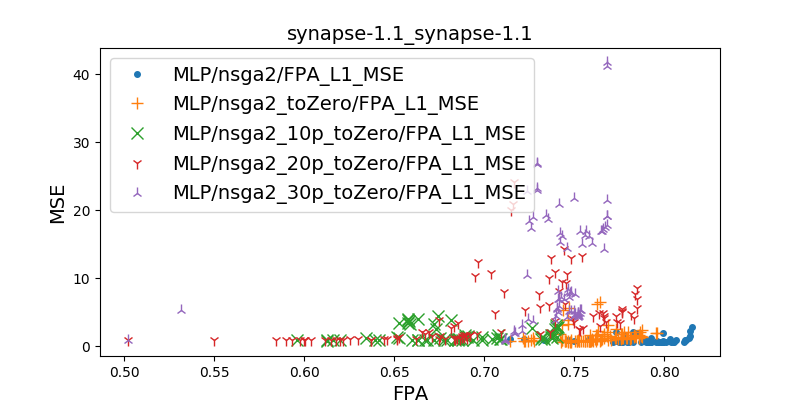 synapse-1.1_synapse-1.1
MLP/nsga2/FPA_L1_MSE
MLP/nsga2_toZero/FPA_L1_MSE
MLP/nsga2_10p_toZero/FPA_L1_MSE
MLP/nsga2_20p_toZero/FPA_L1_MSE
MLP/nsga2_30p_toZero/FPA_L1_MSE
MSE
40
30
20
10
0
0.50 0.55 0.60 0.65 0.70 0.75 0.80
FPA